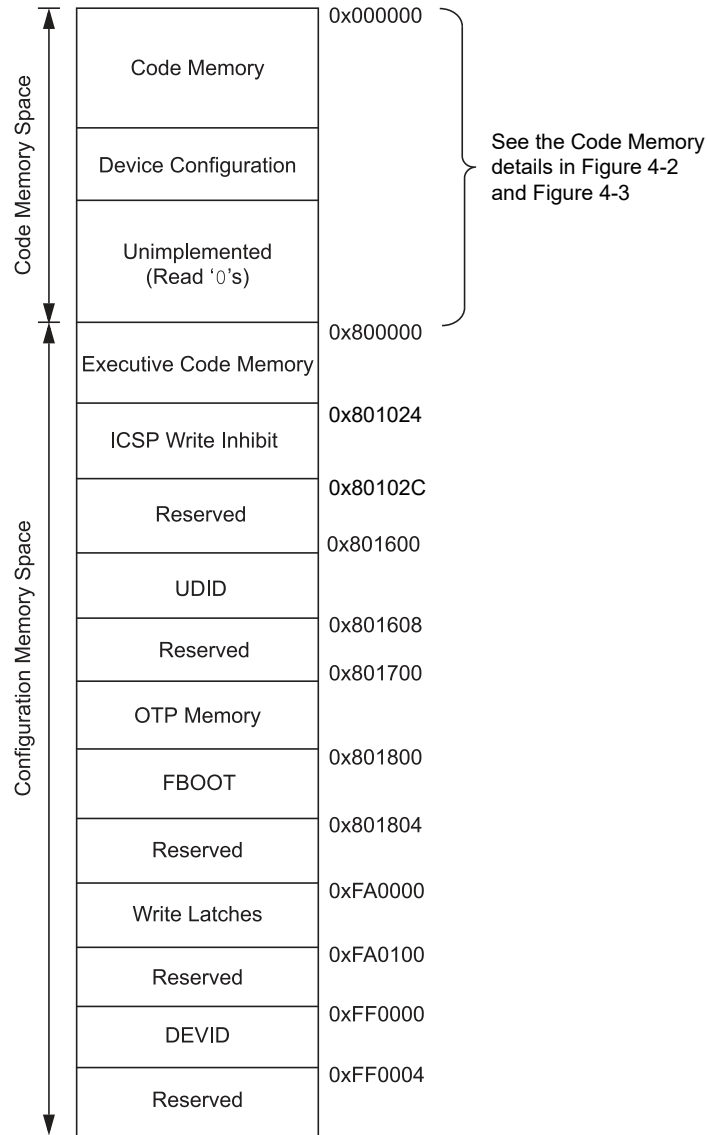 0x000000
Code Memory
Device Configuration
Unimplemented
(Read ‘0’s)
Code Memory Space
See the Code Memory
details in Figure 4-2
and Figure 4-3
0x800000
Executive Code Memory
0x801024
ICSP Write Inhibit
0x80102C
Reserved
0x801600
UDID
0x801608
Reserved
0x801700
OTP Memory
0x801800
FBOOT
0x801804
Reserved
0xFA0000
Write Latches
0xFA0100
Reserved
0xFF0000
DEVID
0xFF0004
Reserved
Configuration Memory Space